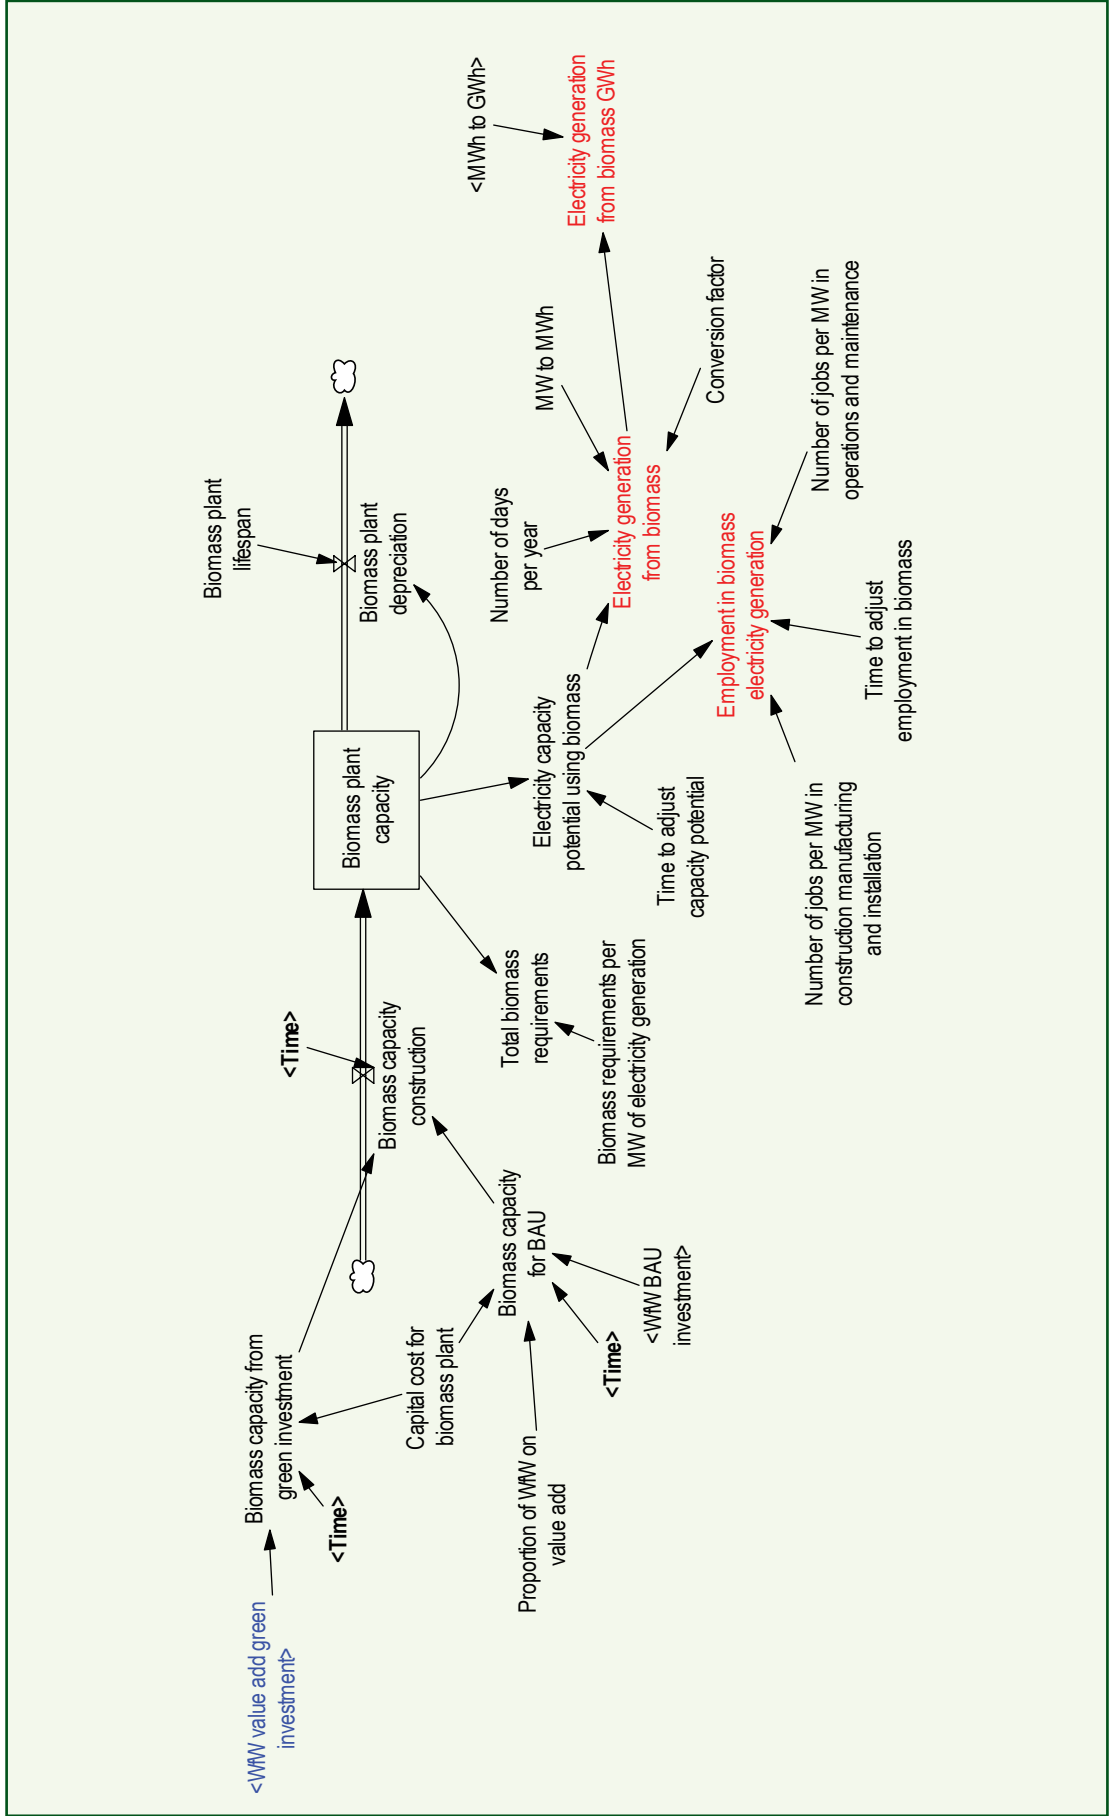 <WfW value add green
investment>
Biomass capacity from
green investment
<Time>
Capital cost for
biomass plant
Proportion of WfW on
value add
<Time>
<WfW BAU
investment>
Biomass capacity
for BAU
<Time>
Biomass capacity
construction
Biomass plant
capacity
Biomass plant
lifespan
Biomass plant
depreciation
Total biomass
requirements
Biomass requirements per
MW of electricity generation
Electricity capacity
potential using biomass
Time to adjust
capacity potential
Number of days
per year
MW to MWh
Electricity generation
from biomass
Conversion factor
<MWh to GWh>
Electricity generation
from biomass GWh
Employment in biomass
electricity generation
Number of jobs per MW in
construction manufacturing
and installation
Time to adjust
employment in biomass
Number of jobs per MW in
operations and maintenance